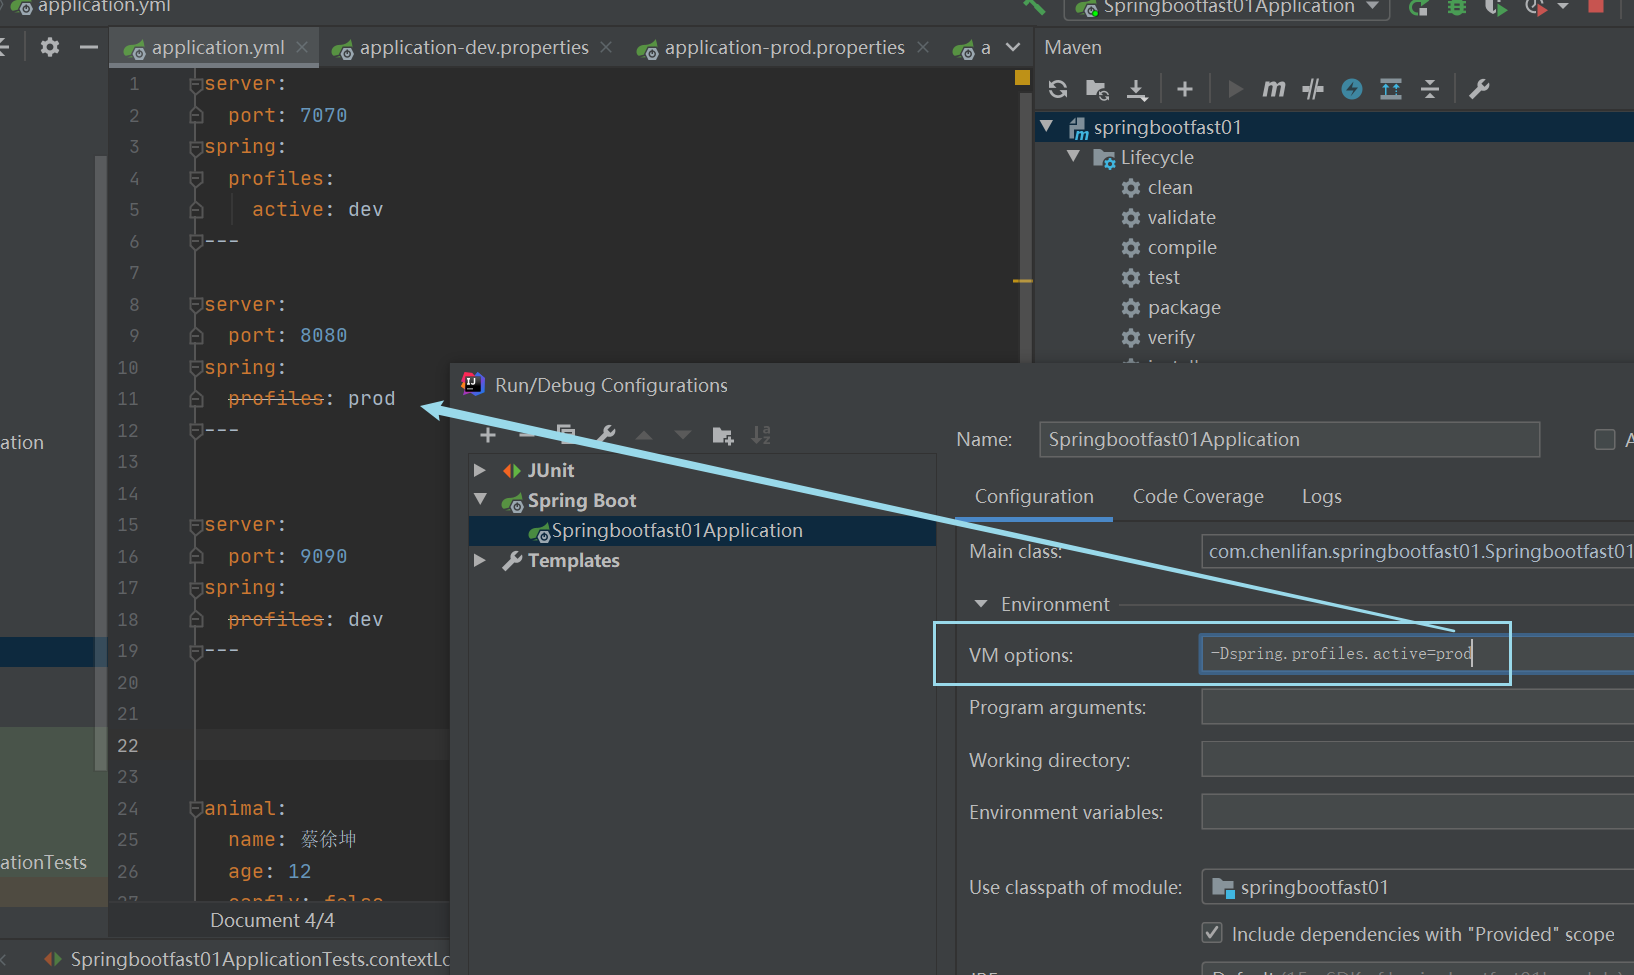 application.yml
Springbootfast01Application
application.yml
application-dev.properties
application-prod.properties
a
Maven
1 server:
2 port: 7070
3 spring:
4 profiles:
5 active: dev
6 ---
7
8 server:
9 port: 8080
10 spring:
11 profiles: prod
12 ---
13
14
15 server:
16 port: 9090
17 spring:
18 profiles: dev
19 ---
20
21
22
23
24 animal:
25 name: 蔡徐坤
26 age: 12
Document 4/4
springbootfast01
Lifecycle
clean
validate
compile
test
package
verify
ation
ationTests
Springbootfast01ApplicationTests.contextLo
Run/Debug Configurations
JUnit
Spring Boot
Springbootfast01Application
Templates
Name: Springbootfast01Application
Configuration Code Coverage Logs
Main class: com.chenlifan.springbootfast01.Springbootfast01
Environment
VM options: -Dspring.profiles.active=prod
Program arguments:
Working directory:
Environment variables:
Use classpath of module: springbootfast01
Include dependencies with "Provided" scope